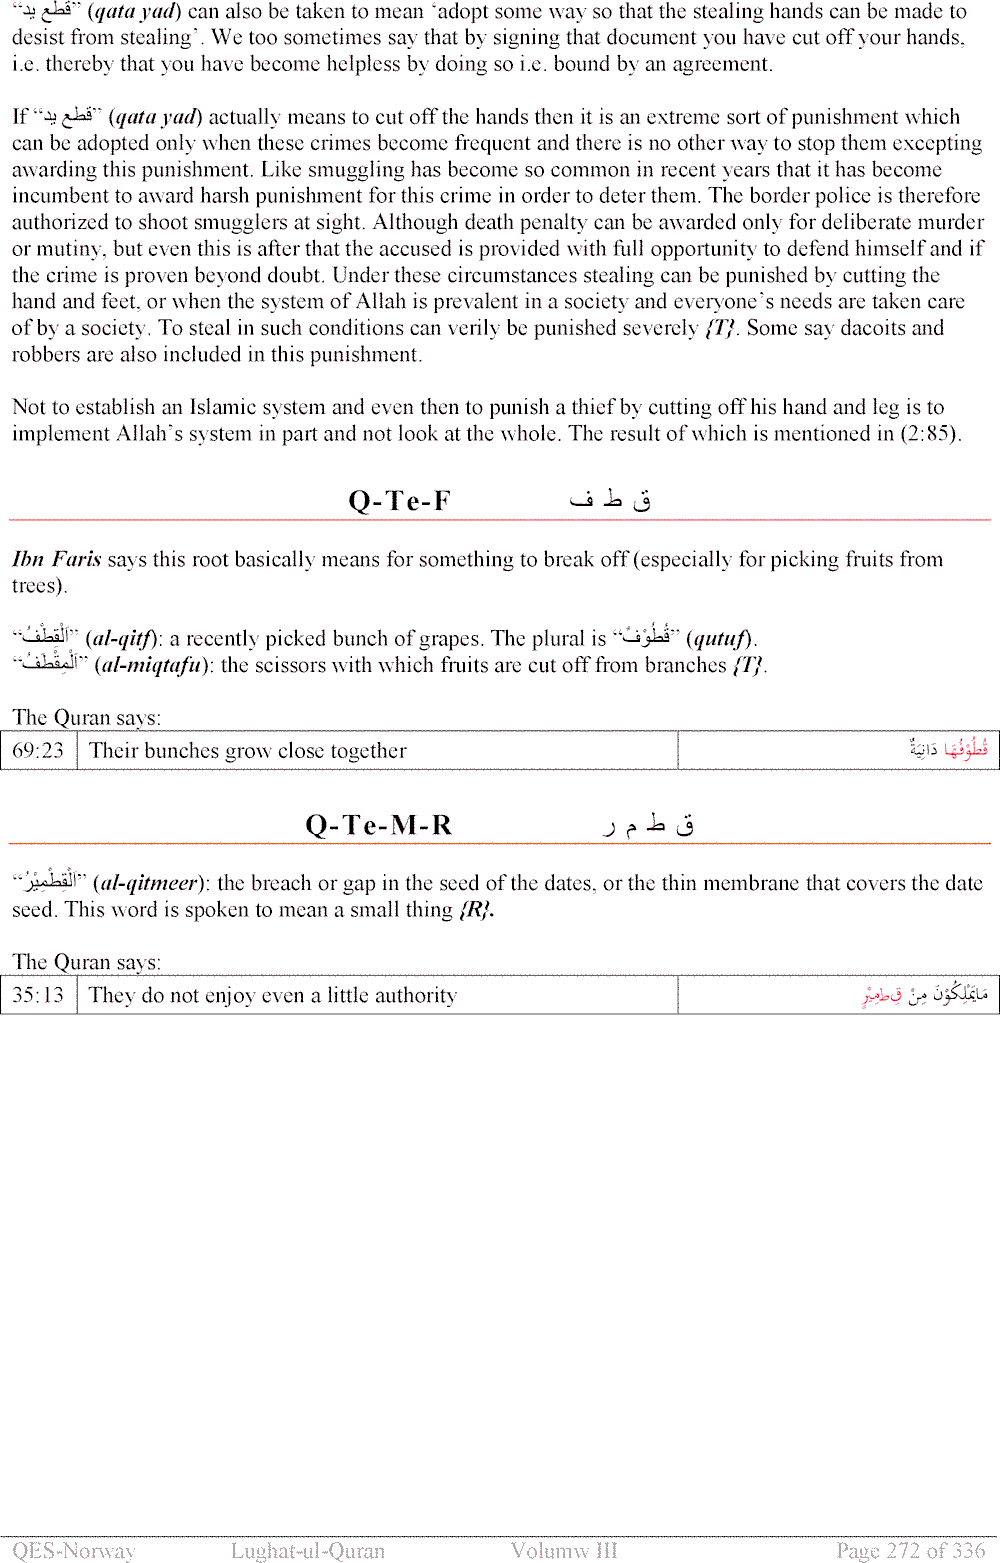 “قطع يد” (qata yad) can also be taken to mean ‘adopt some way so that the stealing hands can be made to
desist from stealing’. We too sometimes say that by signing that document you have cut off your hands,
i.e. thereby that you have become helpless by doing so i.e. bound by an agreement.
If “قطع يد” (qata yad) actually means to cut off the hands then it is an extreme sort of punishment which
can be adopted only when these crimes become frequent and there is no other way to stop them excepting
awarding this punishment. Like smuggling has become so common in recent years that it has become
incumbent to award harsh punishment for this crime in order to deter them. The border police is therefore
authorized to shoot smugglers at sight. Although death penalty can be awarded only for deliberate murder
or mutiny, but even this is after that the accused is provided with full opportunity to defend himself and if
the crime is proven beyond doubt. Under these circumstances stealing can be punished by cutting the
hand and feet, or when the system of Allah is prevalent in a society and everyone’s needs are taken care
of by a society. To steal in such conditions can verily be punished severely {T}. Some say dacoits and
robbers are also included in this punishment.
Not to establish an Islamic system and even then to punish a thief by cutting off his hand and leg is to
implement Allah’s system in part and not look at the whole. The result of which is mentioned in (2:85).
Q-Te-F ق ط ف
Ibn Faris says this root basically means for something to break off (especially for picking fruits from
trees).
“اَلْقِطْفُ” (al-qitf): a recently picked bunch of grapes. The plural is “قُطُوْفٌ” (qutuf).
“اَلْمِقْطَفُ” (al-miqtafu): the scissors with which fruits are cut off from branches {T}.
The Quran says:
69:23 Their bunches grow close together قُطُوْفُهَا دَانِيَةٌ
Q-Te-M-R ق ط م ر
“اَلْقِطْمِيْرُ” (al-qitmeer): the breach or gap in the seed of the dates, or the thin membrane that covers the date
seed. This word is spoken to mean a small thing {R}.
The Quran says:
35:13 They do not enjoy even a little authority مَايَمْلِكُوْنَ مِنْ قِطمِيْرٍ
QES-Norway Lughat-ul-Quran Volumw III Page 272 of 336